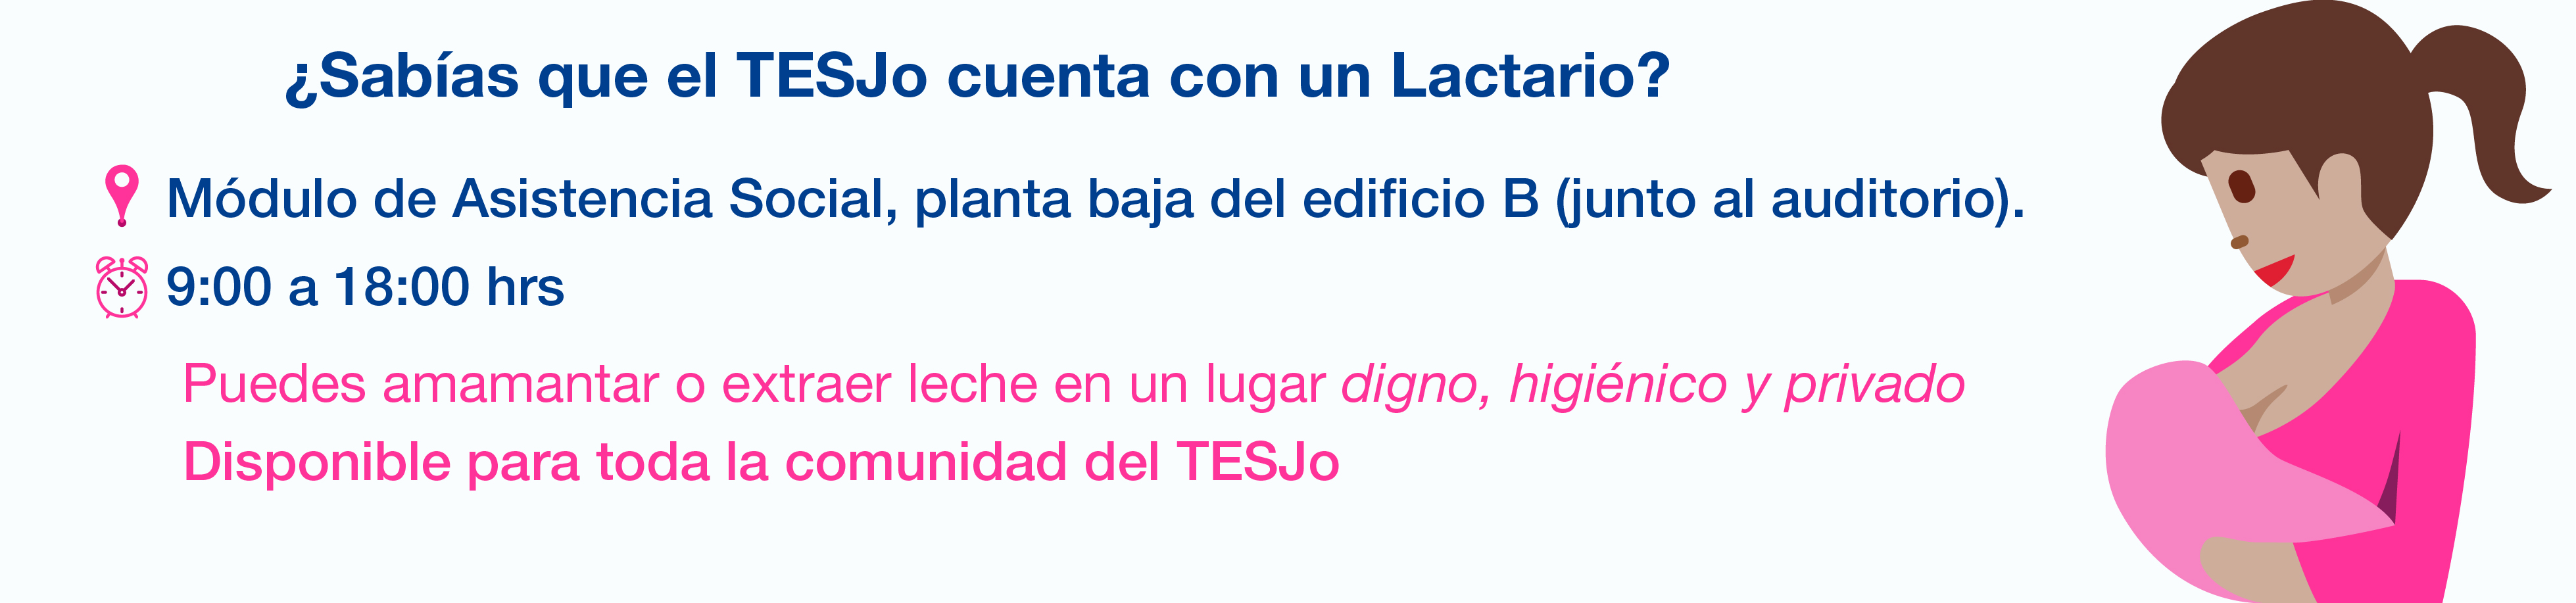 ¿Sabías que el TESJo cuenta con un Lactario?
Módulo de Asistencia Social, planta baja del edificio B (junto al auditorio).
9:00 a 18:00 hrs
Puedes amamantar o extraer leche en un lugar digno, higiénico y privado
Disponible para toda la comunidad del TESJo